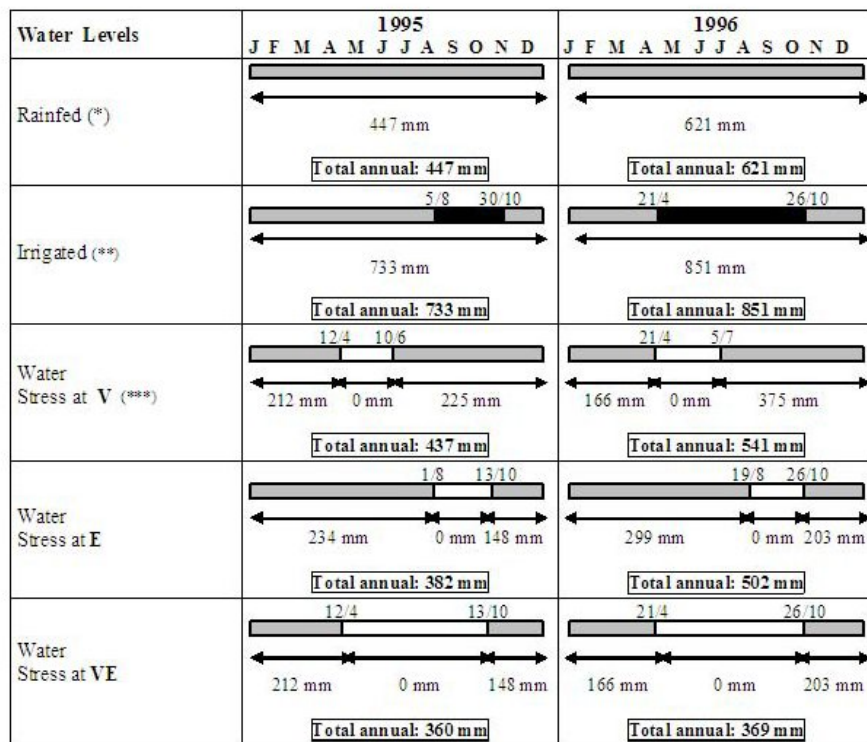 Water Levels
1995
J F M A M J J A S O N D
1996
J F M A M J J A S O N D
Rainfed (*)
447 mm
Total annual: 447 mm
621 mm
Total annual: 621 mm
Irrigated (**)
5/8 30/10
733 mm
Total annual: 733 mm
21/4 26/10
851 mm
Total annual: 851 mm
Water
Stress at V (***)
12/4 10/6
212 mm 0 mm 225 mm
Total annual: 437 mm
21/4 5/7
166 mm 0 mm 375 mm
Total annual: 541 mm
Water
Stress at E
1/8 13/10
234 mm 0 mm 148 mm
Total annual: 382 mm
19/8 26/10
299 mm 0 mm 203 mm
Total annual: 502 mm
Water
Stress at VE
12/4 13/10
212 mm 0 mm 148 mm
Total annual: 360 mm
21/4 26/10
166 mm 0 mm 203 mm
Total annual: 369 mm